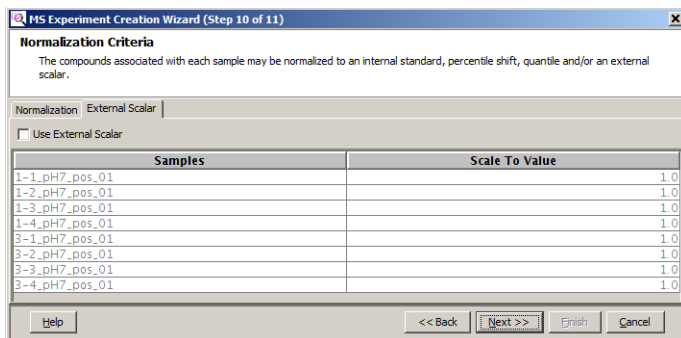 MS Experiment Creation Wizard (Step 10 of 11)
Normalization Criteria
The compounds associated with each sample may be normalized to an internal standard, percentile shift, quantile and/or an external
scalar.
Normalization External Scalar
Use External Scalar
Samples Scale To Value
1-1_pH7_pos_01 1.0
1-2_pH7_pos_01 1.0
1-3_pH7_pos_01 1.0
1-4_pH7_pos_01 1.0
3-1_pH7_pos_01 1.0
3-2_pH7_pos_01 1.0
3-3_pH7_pos_01 1.0
3-4_pH7_pos_01 1.0
Help << Back Next >> Finish Cancel